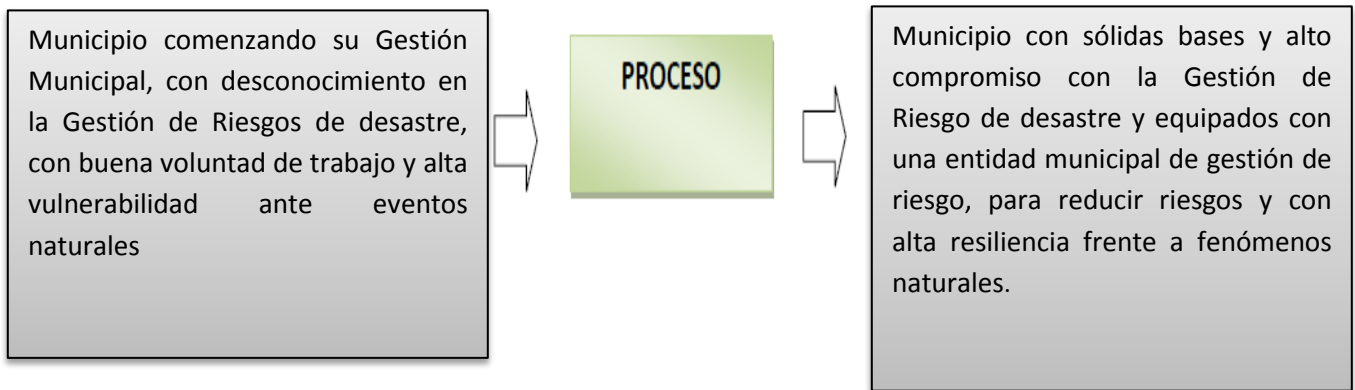 Municipio comenzando su Gestión
Municipal, con desconocimiento en
la Gestión de Riesgos de desastre,
con buena voluntad de trabajo y alta
vulnerabilidad ante eventos
naturales
PROCESO
Municipio con sólidas bases y alto
compromiso con la Gestión de
Riesgo de desastre y equipados con
una entidad municipal de gestión de
riesgo, para reducir riesgos y con
alta resiliencia frente a fenómenos
naturales.